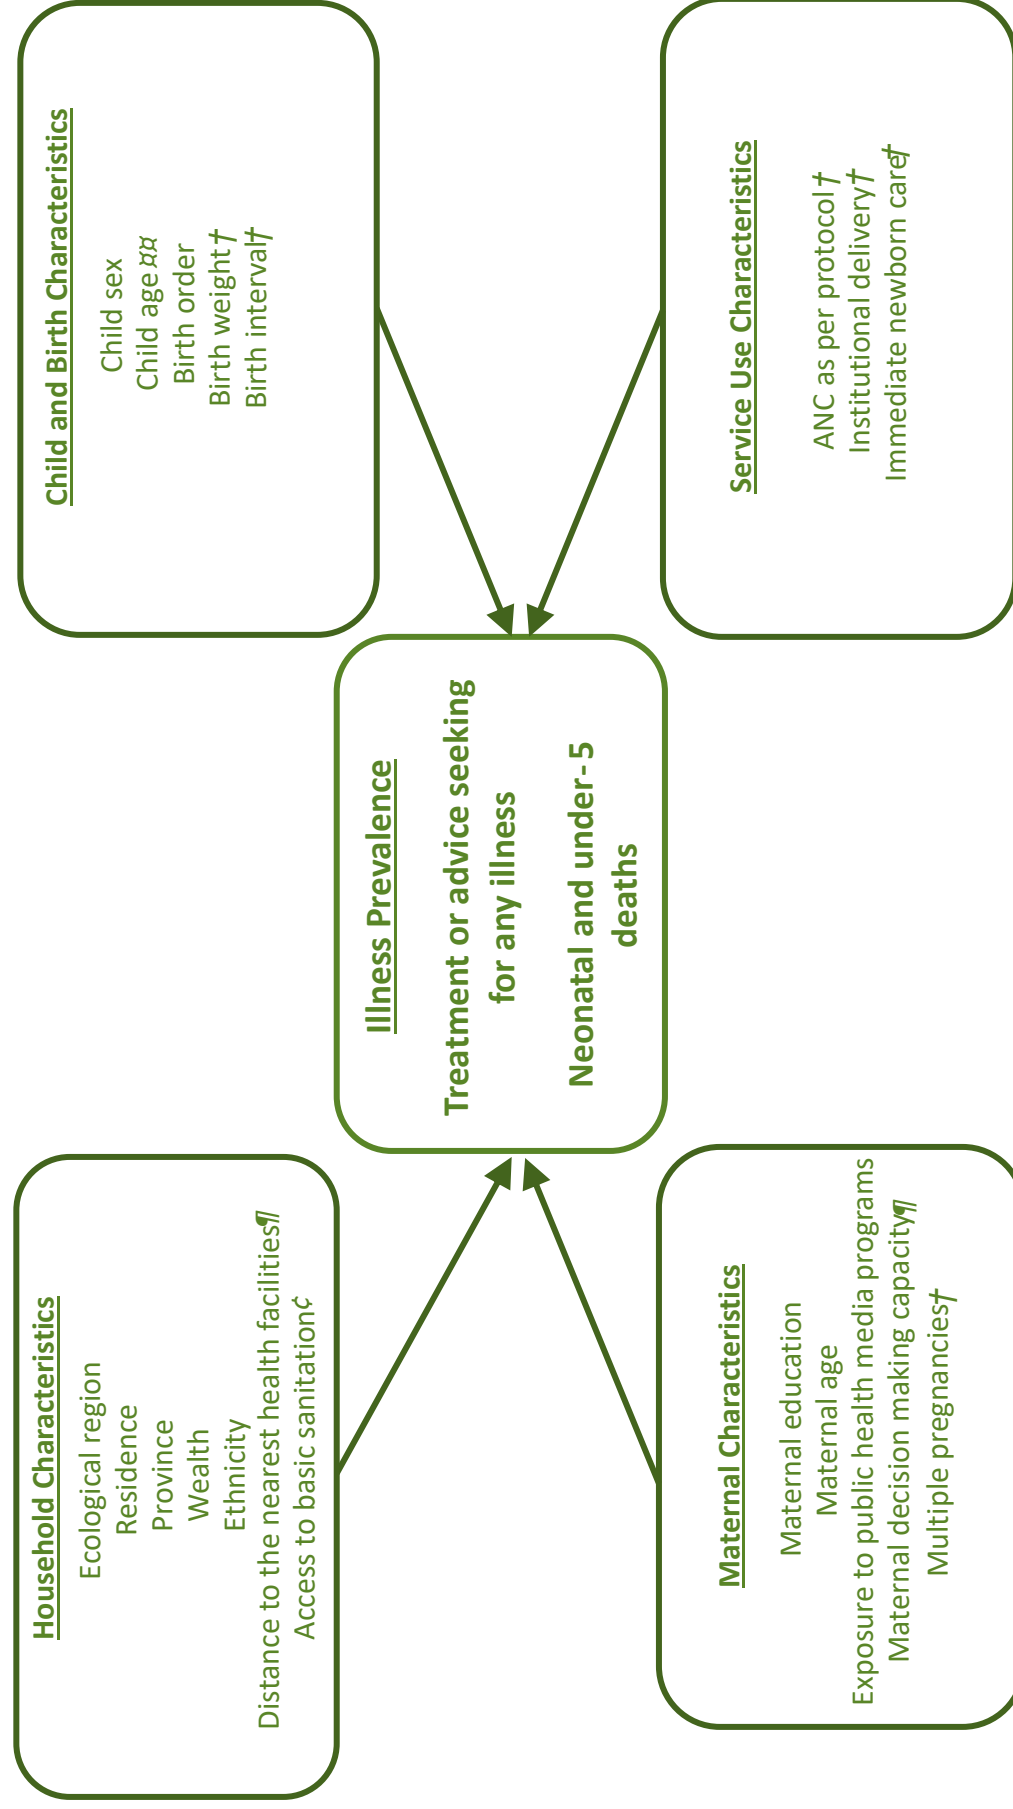 Household Characteristics
Ecological region
Residence
Province
Wealth
Ethnicity
Distance to the nearest health facilities¶
Access to basic sanitation¢
Child and Birth Characteristics
Child sex
Child age¤¤
Birth order
Birth weight†
Birth interval†
Illness Prevalence
Treatment or advice seeking
for any illness
Neonatal and under-5
deaths
Maternal Characteristics
Maternal education
Maternal age
Exposure to public health media programs
Maternal decision making capacity¶
Multiple pregnancies†
Service Use Characteristics
ANC as per protocol†
Institutional delivery†
Immediate newborn care†